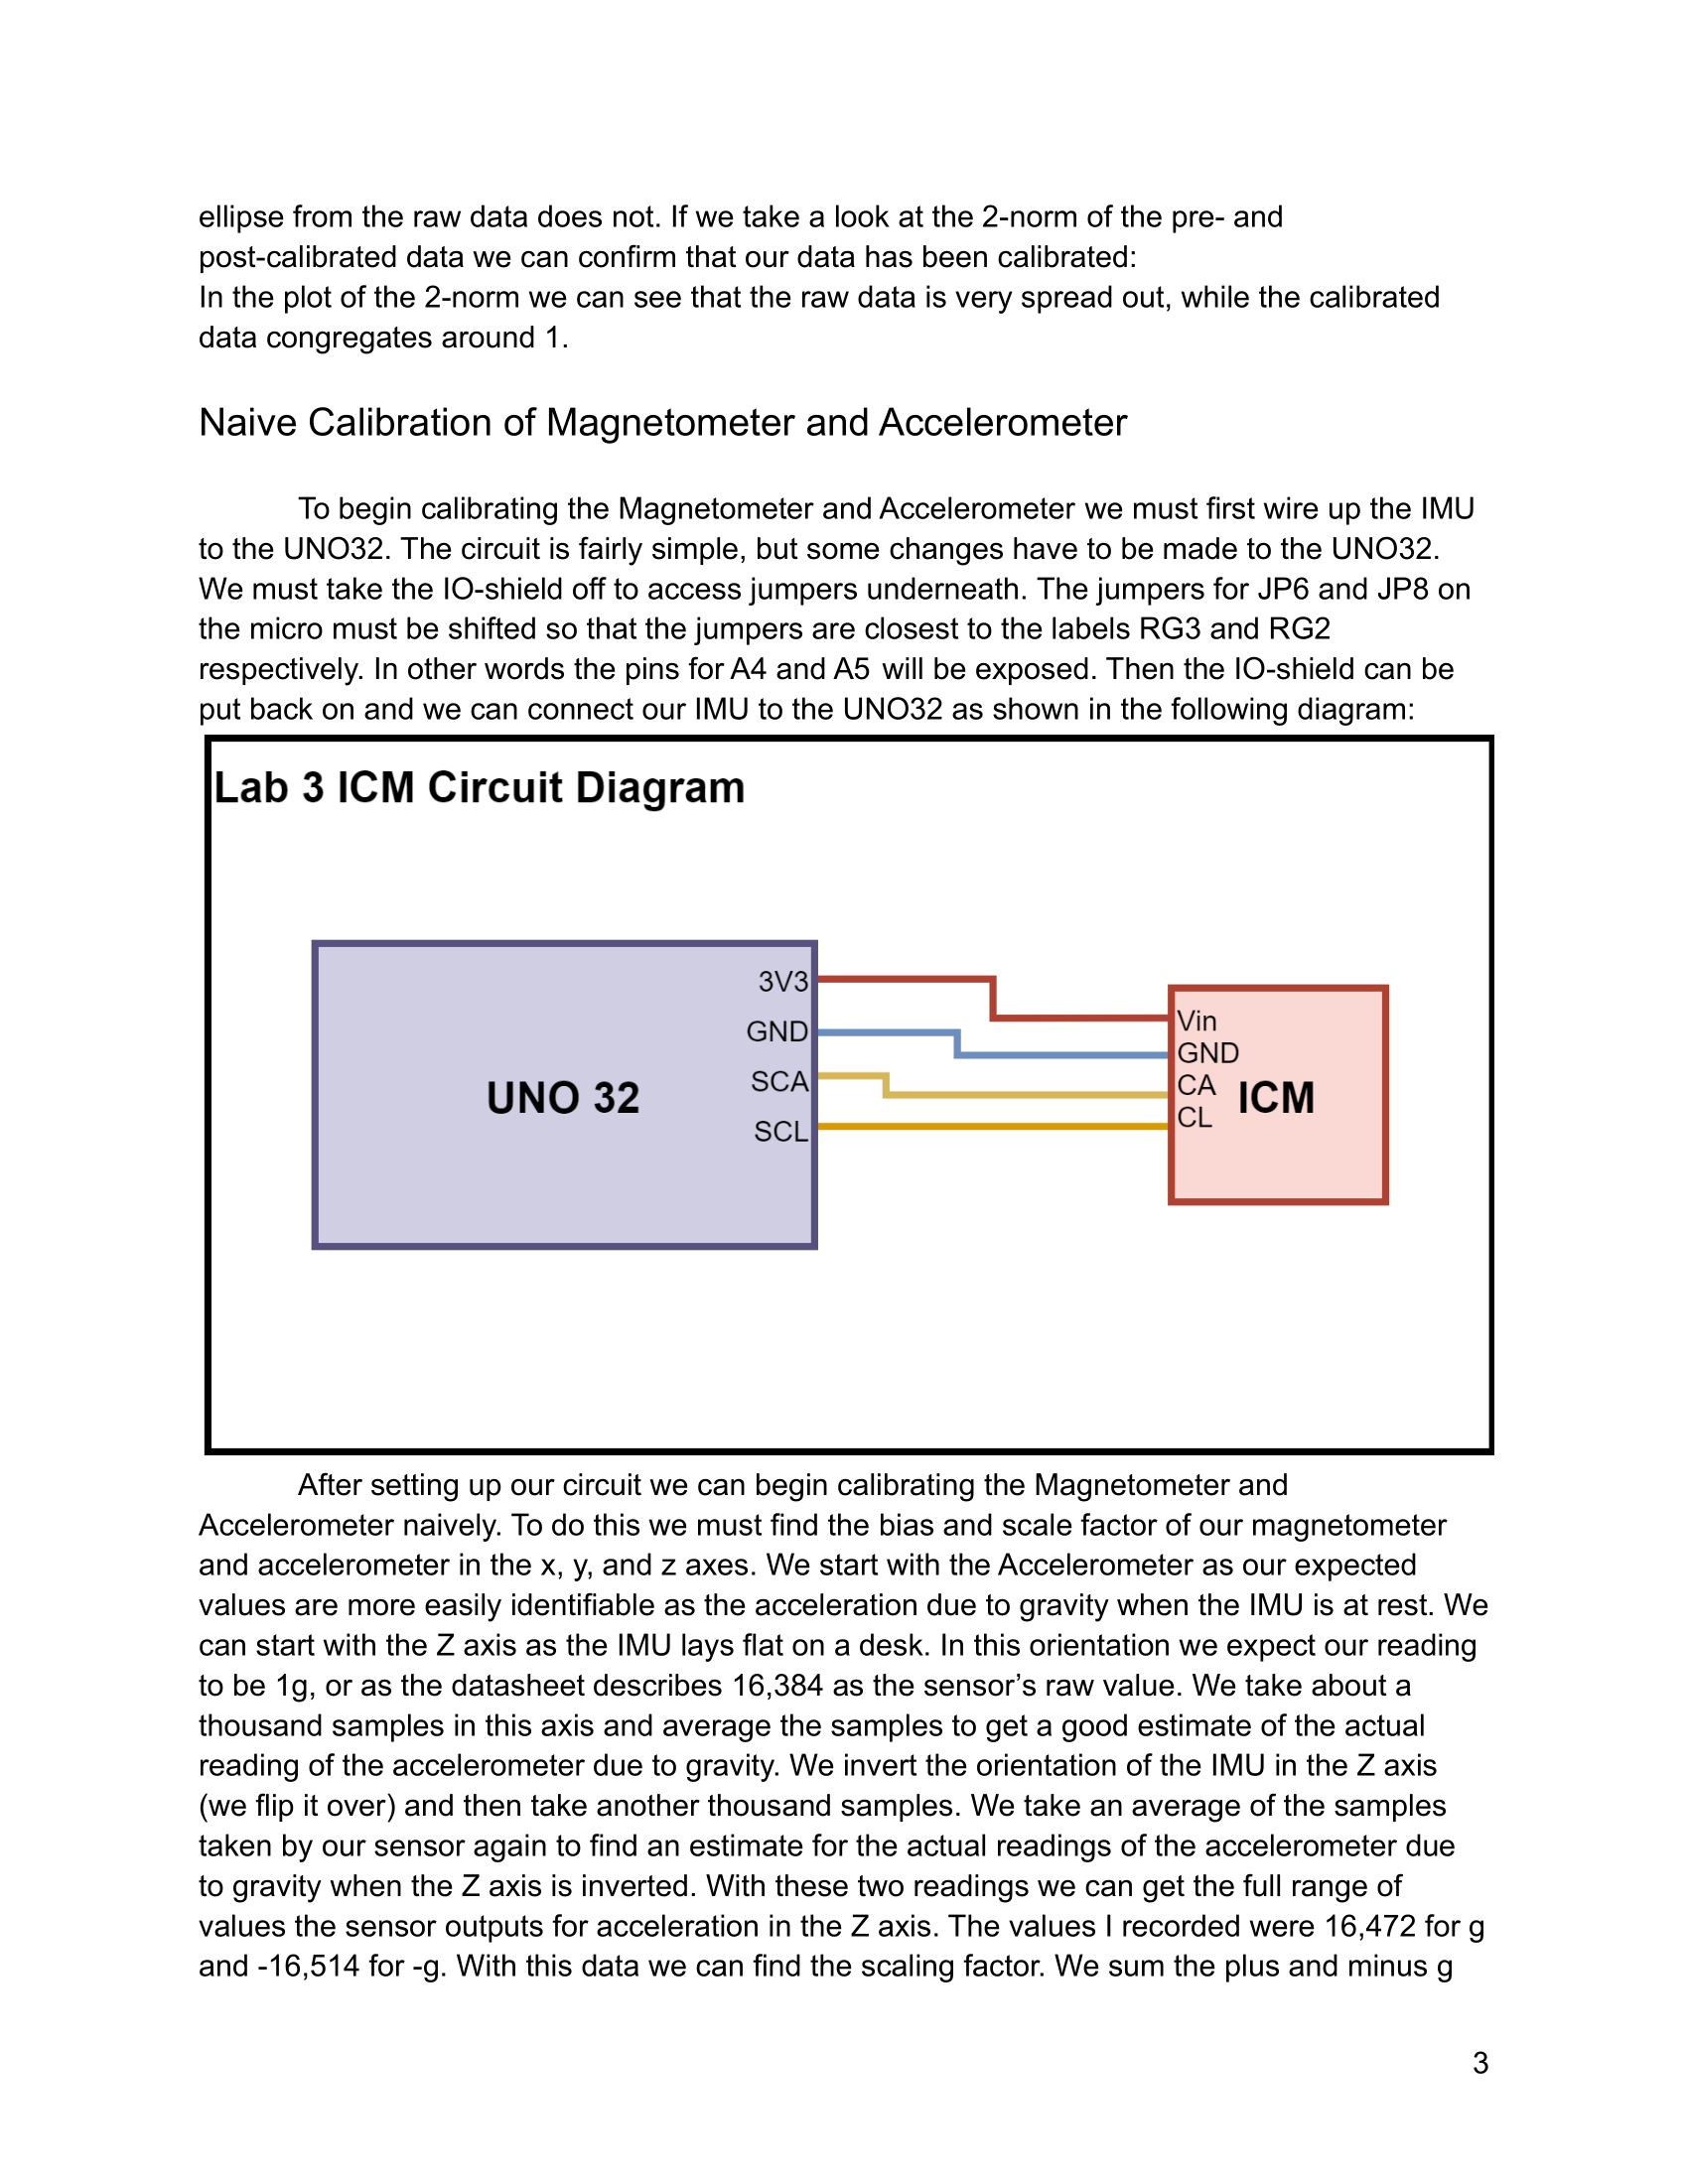 ellipse from the raw data does not. If we take a look at the 2-norm of the pre- and
post-calibrated data we can confirm that our data has been calibrated:
In the plot of the 2-norm we can see that the raw data is very spread out, while the calibrated
data congregates around 1.
Naive Calibration of Magnetometer and Accelerometer
To begin calibrating the Magnetometer and Accelerometer we must first wire up the IMU
to the UNO32. The circuit is fairly simple, but some changes have to be made to the UNO32.
We must take the IO-shield off to access jumpers underneath. The jumpers for JP6 and JP8 on
the micro must be shifted so that the jumpers are closest to the labels RG3 and RG2
respectively. In other words the pins for A4 and A5 will be exposed. Then the IO-shield can be
put back on and we can connect our IMU to the UNO32 as shown in the following diagram:
Lab 3 ICM Circuit Diagram
UNO 32
3V3
GND
SCA
SCL
Vin
GND
CA
CL
ICM
After setting up our circuit we can begin calibrating the Magnetometer and
Accelerometer naively. To do this we must find the bias and scale factor of our magnetometer
and accelerometer in the x, y, and z axes. We start with the Accelerometer as our expected
values are more easily identifiable as the acceleration due to gravity when the IMU is at rest. We
can start with the Z axis as the IMU lays flat on a desk. In this orientation we expect our reading
to be 1g, or as the datasheet describes 16,384 as the sensor’s raw value. We take about a
thousand samples in this axis and average the samples to get a good estimate of the actual
reading of the accelerometer due to gravity. We invert the orientation of the IMU in the Z axis
(we flip it over) and then take another thousand samples. We take an average of the samples
taken by our sensor again to find an estimate for the actual readings of the accelerometer due
to gravity when the Z axis is inverted. With these two readings we can get the full range of
values the sensor outputs for acceleration in the Z axis. The values I recorded were 16,472 for g
and -16,514 for -g. With this data we can find the scaling factor. We sum the plus and minus g
3